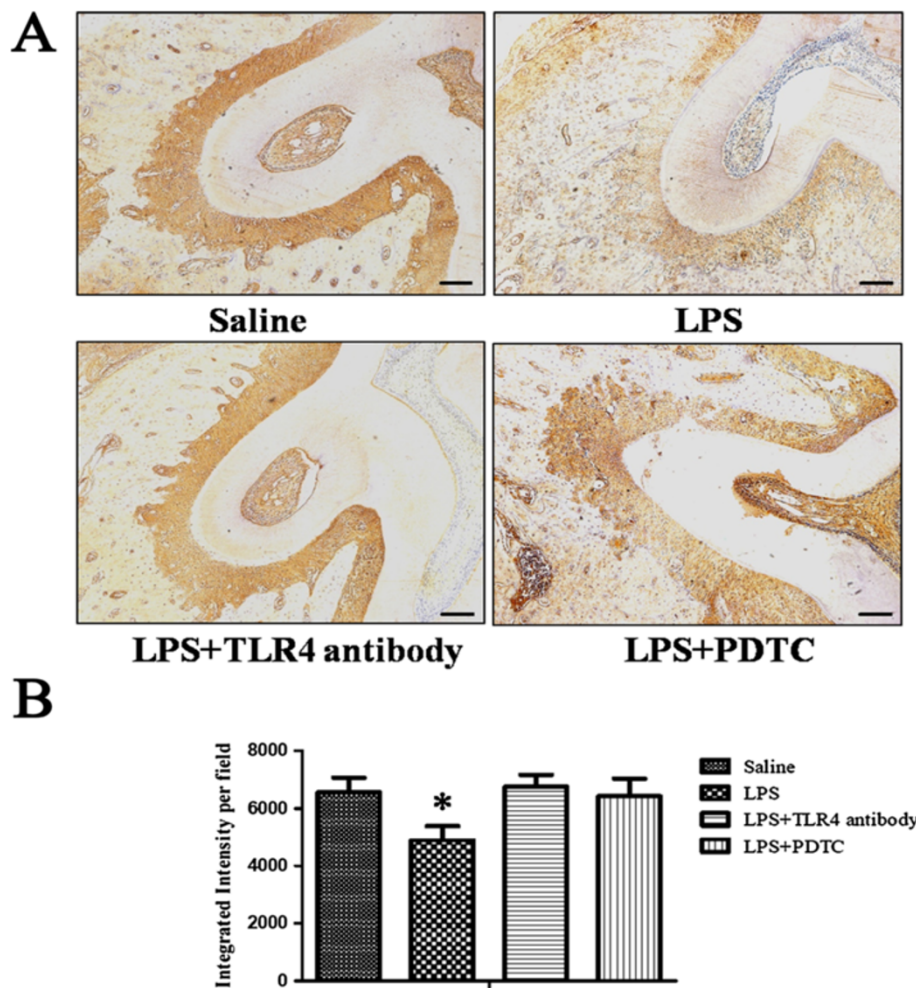 A
Saline
LPS
LPS+TLR4 antibody
LPS+PDTC
B
Integrated Intensity per field
8000
6000
4000
2000
0
*
Saline
LPS
LPS+TLR4 antibody
LPS+PDTC